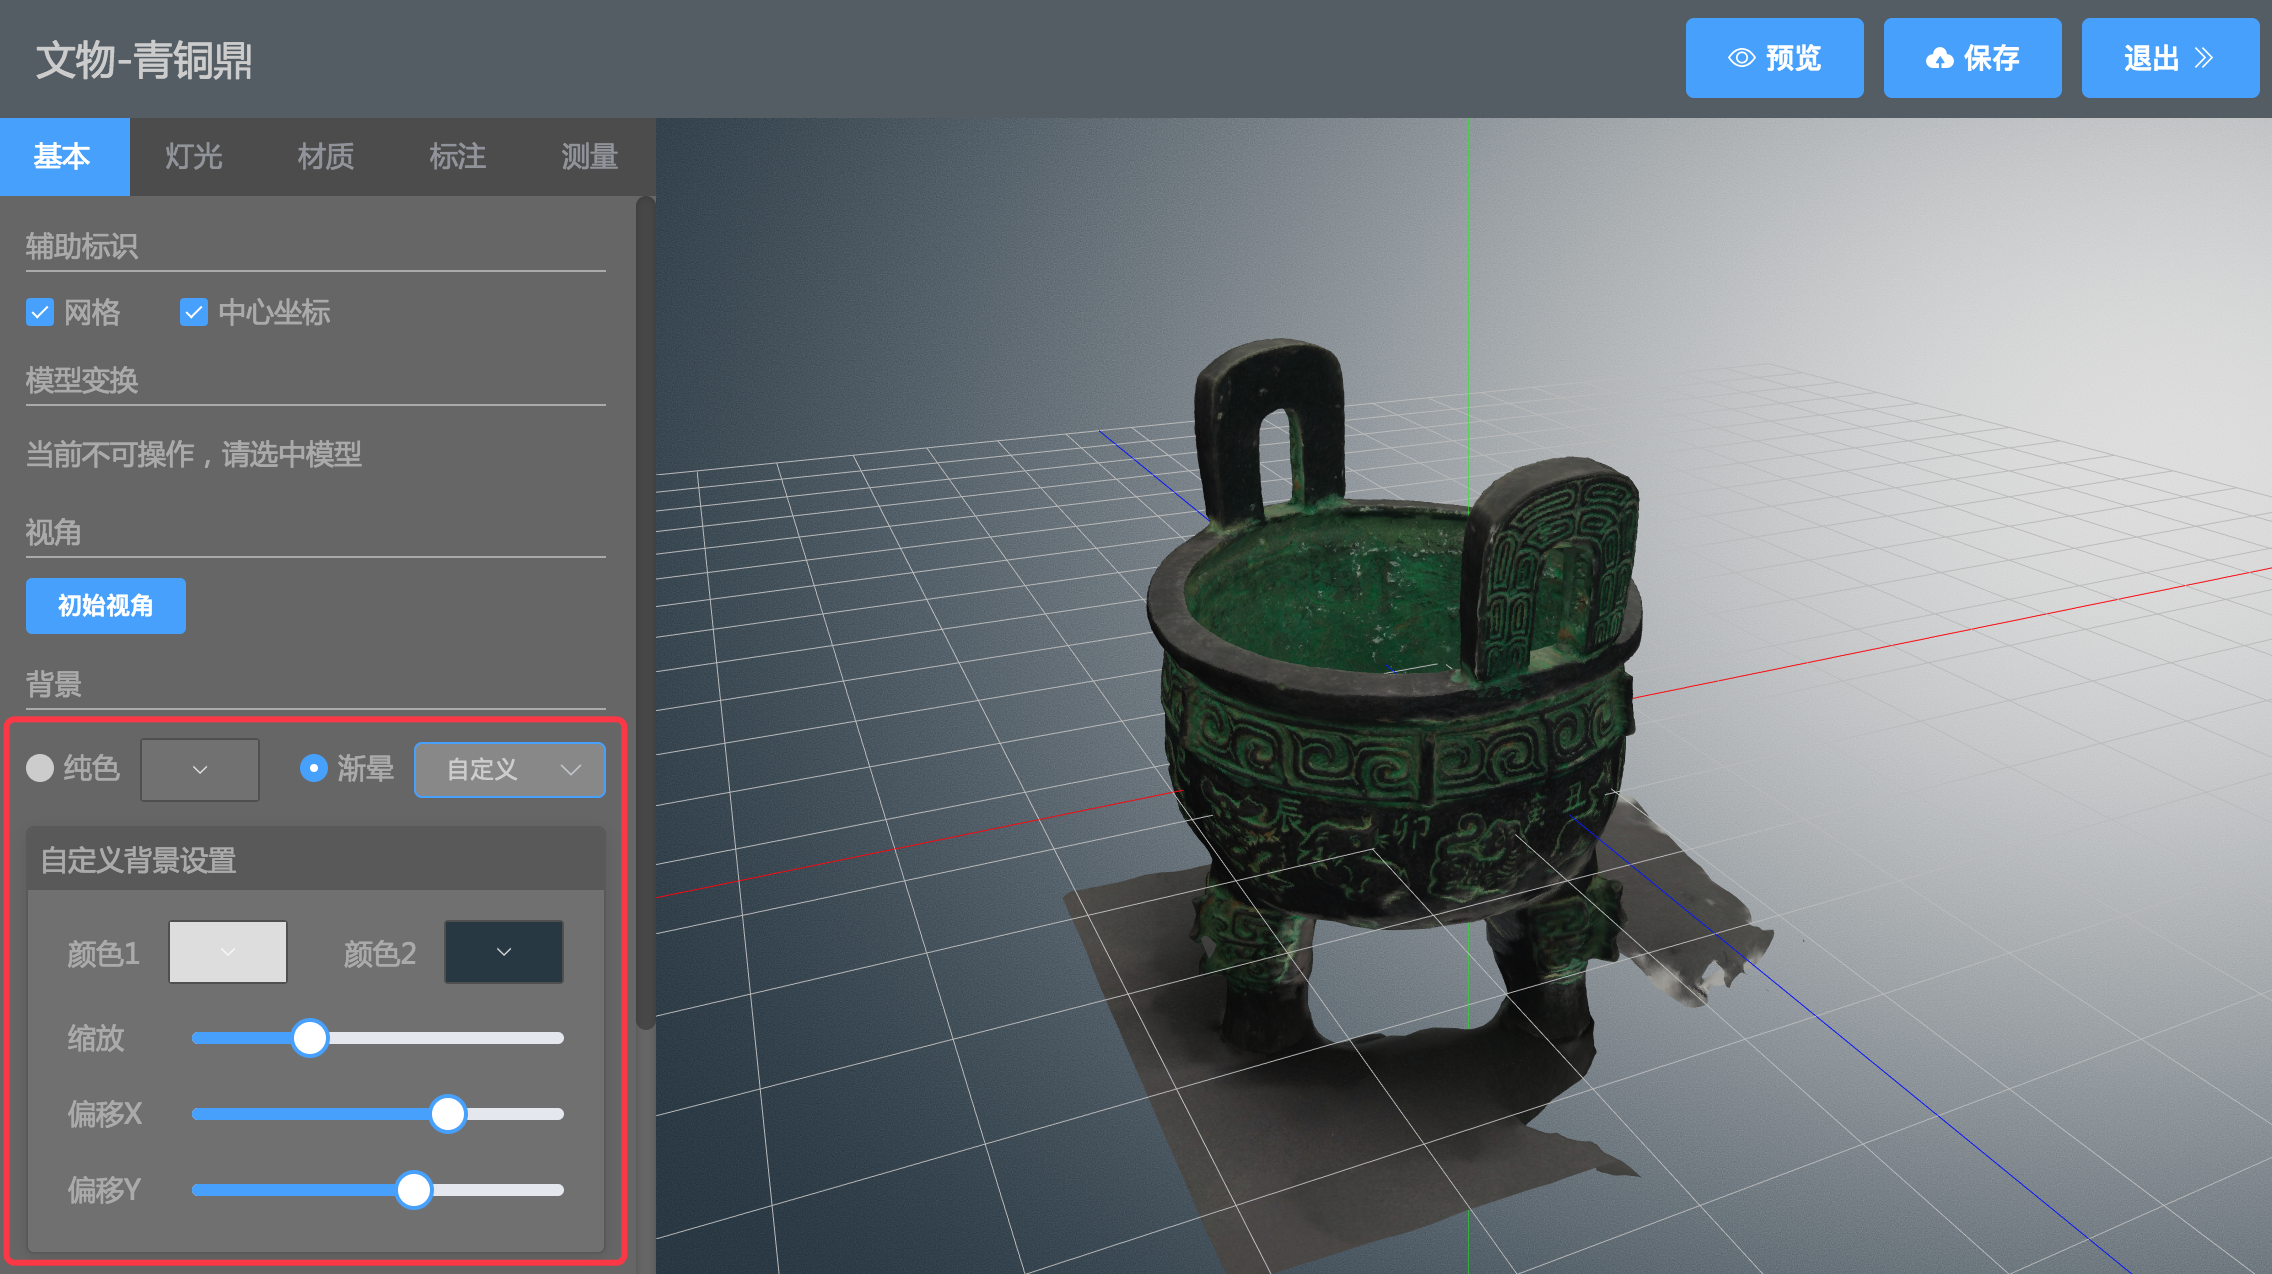 文物-青铜鼎
预览
保存
退出
基本 灯光 材质 标注 测量
辅助标识
网格 中心坐标
模型变换
当前不可操作，请选中模型
视角
初始视角
背景
纯色 渐晕 自定义
自定义背景设置
颜色1 颜色2
缩放
偏移X
偏移Y
辰 卯 寅 丑